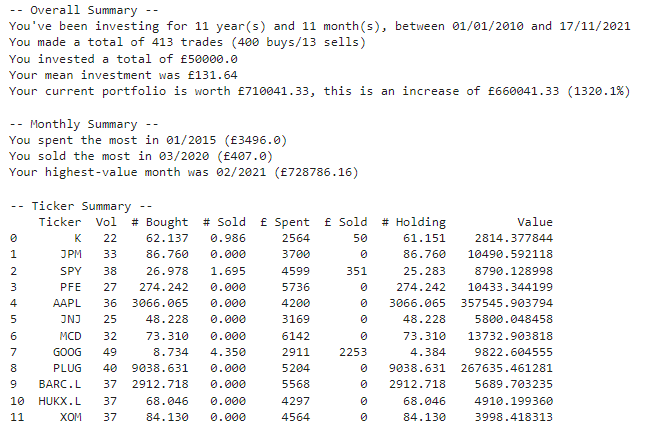 -- Overall Summary --
You've been investing for 11 year(s) and 11 month(s), between 01/01/2010 and 17/11/2021
You made a total of 413 trades (400 buys/13 sells)
You invested a total of £50000.0
Your mean investment was £131.64
Your current portfolio is worth £710041.33, this is an increase of £660041.33 (1320.1%)
-- Monthly Summary --
You spent the most in 01/2015 (£3496.0)
You sold the most in 03/2020 (£407.0)
Your highest-value month was 02/2021 (£728786.16)
-- Ticker Summary --
Ticker Vol # Bought # Sold £ Spent £ Sold # Holding Value
0 K 22 62.137 0.986 2564 50 61.151 2814.377844
1 JPM 33 86.760 0.000 3700 0 86.760 10490.592118
2 SPY 38 26.978 1.695 4599 351 25.283 8790.128998
3 PFE 27 274.242 0.000 5736 0 274.242 10433.344199
4 AAPL 36 3066.065 0.000 4200 0 3066.065 357545.903794
5 JNJ 25 48.228 0.000 3169 0 48.228 5800.048458
6 MCD 32 73.310 0.000 6142 0 73.310 13732.903818
7 GOOG 49 8.734 4.350 2911 2253 4.384 9822.604555
8 PLUG 40 9038.631 0.000 5204 0 9038.631 267635.461281
9 BARC.L 37 2912.718 0.000 5568 0 2912.718 5689.703235
10 HUKX.L 37 68.046 0.000 4297 0 68.046 4910.199360
11 XOM 37 84.130 0.000 4564 0 84.130 3998.418313